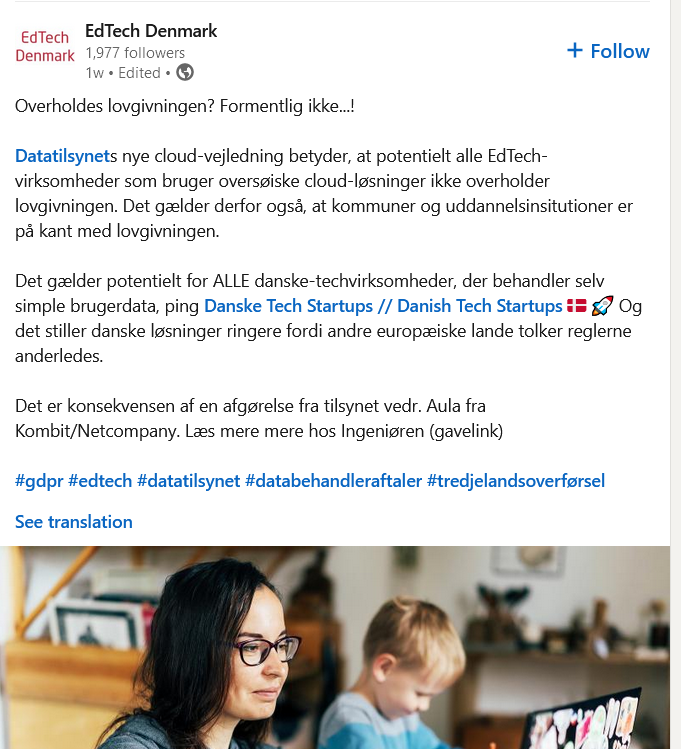 EdTech
Denmark
EdTech Denmark
1,977 followers
1w • Edited •
+ Follow
Overholdes lovgivningen? Formentlig ikke...!
Datatilsynets nye cloud-vejledning betyder, at potentielt alle EdTech-
virksomheder som bruger oversøiske cloud-løsninger ikke overholder
lovgivningen. Det gælder derfor også, at kommuner og uddannelsinsitutioner er
på kant med lovgivningen.
Det gælder potentielt for ALLE danske-techvirksomheder, der behandler selv
simple brugerdata, ping Danske Tech Startups // Danish Tech Startups 🇩🇰 🚀 Og
det stiller danske løsninger ringere fordi andre europæiske lande tolker reglerne
anderledes.
Det er konsekvensen af en afgørelse fra tilsynet vedr. Aula fra
Kombit/Netcompany. Læs mere mere hos Ingeniøren (gavelink)
#gdpr #edtech #datatilsynet #databehandleraftaler #tredjelandsoverførsel
See translation